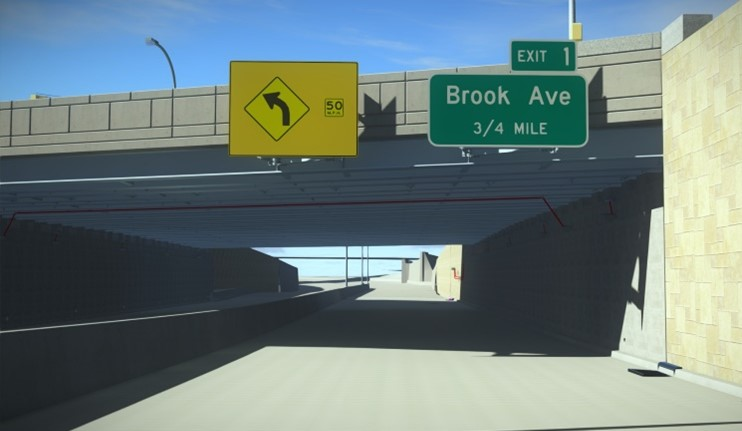 50
M.P.H.
EXIT 1
Brook Ave
3/4 MILE